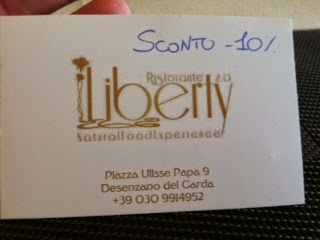 SCONTO -10%
Ristorante 2.0
Liberty
NaturalFoodExperience
Piazza Ulisse Papa 9
Desenzano del Garda
+39 030 9914952